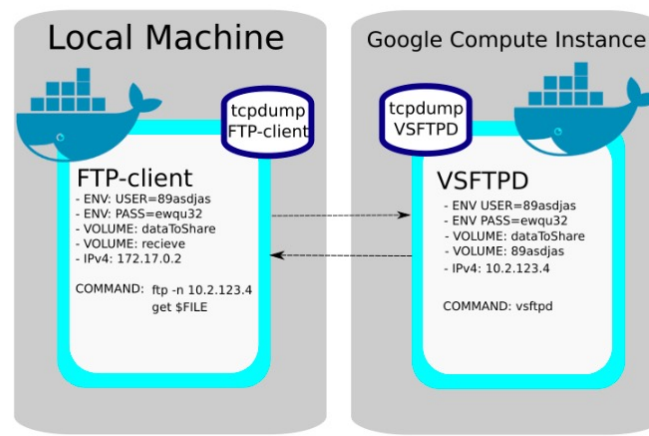 Local Machine
tcpdump
FTP-client
FTP-client
- ENV: USER=89asdjas
- ENV: PASS=ewqu32
- VOLUME: dataToShare
- VOLUME: recieve
- IPv4: 172.17.0.2
COMMAND: ftp -n 10.2.123.4
get $FILE
Google Compute Instance
tcpdump
VSFTPD
VSFTPD
- ENV USER=89asdjas
- ENV PASS=ewqu32
- VOLUME: dataToShare
- VOLUME: 89asdjas
- IPv4: 10.2.123.4
COMMAND: vsftpd